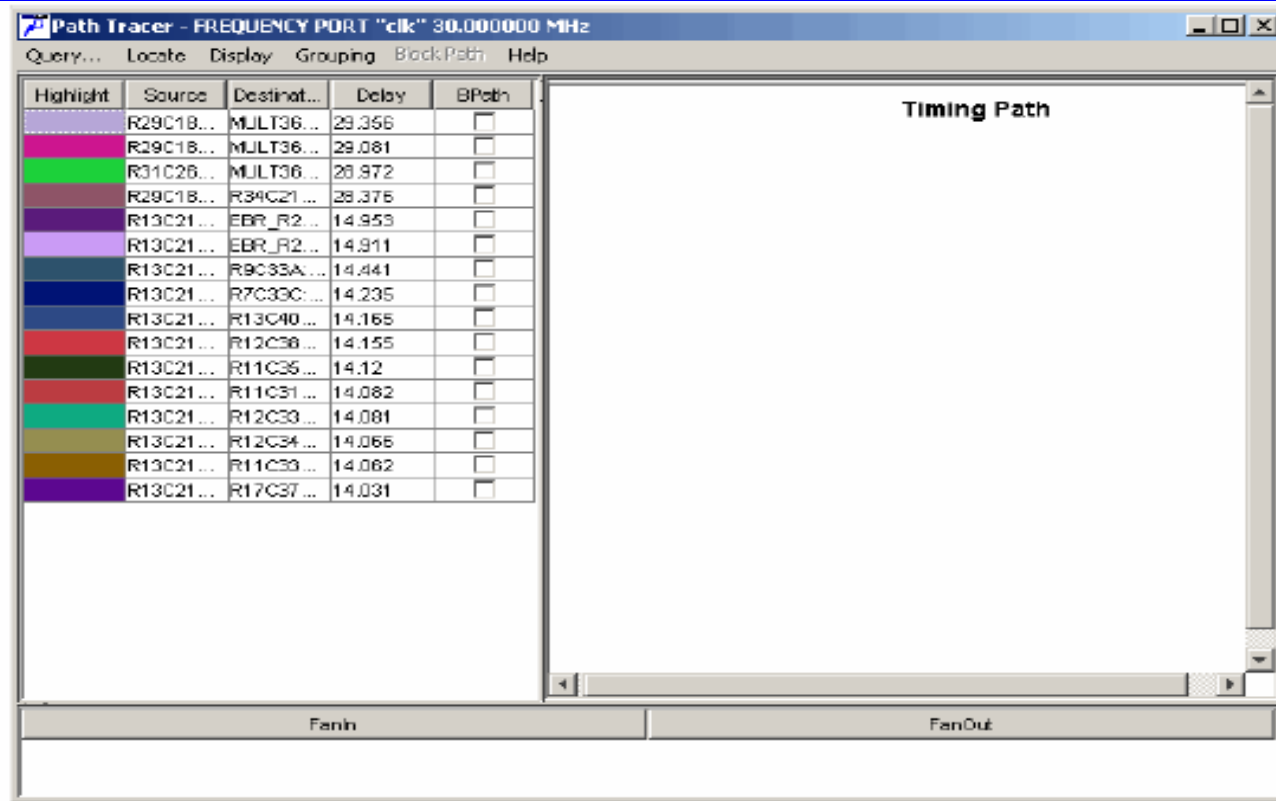 Path Tracer - FREQUENCY PORT "clk" 30.000000 MHz
Query... Locate Display Grouping Block Path Help
Highlight Source Destinat... Delay BPath
Timing Path
R29C18... MULT36... 29.356
R29C18... MULT36... 29.081
R31C26... MULT36... 28.972
R29C18... R34C21... 28.376
R13C21... EBR_R2... 14.953
R13C21... EBR_R2... 14.911
R13C21... R9C33A... 14.441
R13C21... R7C33C:... 14.235
R13C21... R13C40... 14.165
R13C21... R12C38... 14.155
R13C21... R11C35... 14.12
R13C21... R11C31... 14.082
R13C21... R12C33... 14.081
R13C21... R12C34... 14.066
R13C21... R11C33... 14.062
R13C21... R17C37... 14.031
FanIn FanOut